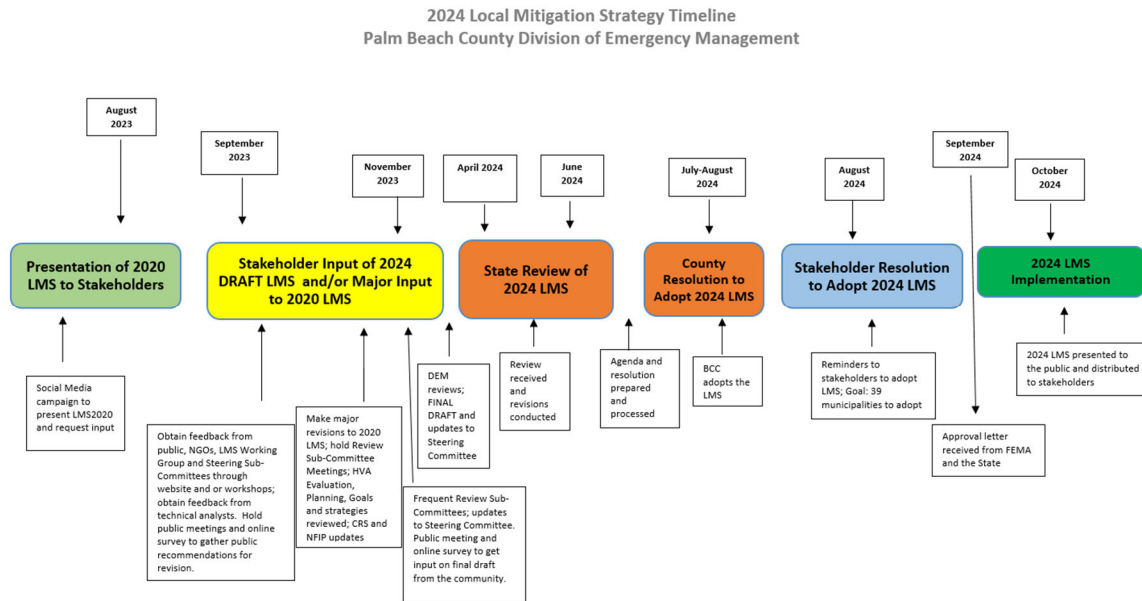 2024 Local Mitigation Strategy Timeline
Palm Beach County Division of Emergency Management
August
2023
September
2023
November
2023
April 2024
June
2024
July-August
2024
August
2024
September
2024
October
2024
Presentation of 2020
LMS to Stakeholders
Stakeholder Input of 2024
DRAFT LMS and/or Major Input
to 2020 LMS
State Review of
2024 LMS
County
Resolution to
Adopt 2024 LMS
Stakeholder Resolution
to Adopt 2024 LMS
2024 LMS
Implementation
Social Media
campaign to
present LMS2020
and request input
Obtain feedback from
public, NGOs, LMS Working
Group and Steering Sub-
Committees through
website and or workshops;
obtain feedback from
technical analysts. Hold
public meetings and online
survey to gather public
recommendations for
revision.
Make major
revisions to 2020
LMS; hold Review
Sub-Committee
Meetings; HVA
Evaluation,
Planning, Goals
and strategies
reviewed; CRS and
NFIP updates
DEM
reviews;
FINAL
DRAFT and
updates to
Steering
Committee
Frequent Review Sub-
Committees; updates
to Steering Committee.
Public meeting and
online survey to get
input on final draft
from the community.
Review
received and
revisions
conducted
Agenda and
resolution
prepared
and
processed
BCC
adopts the
LMS
Reminders to
stakeholders to adopt
LMS; Goal: 39
municipalities to adopt
Approval letter
received from FEMA
and the State
2024 LMS presented to
the public and distributed
to stakeholders